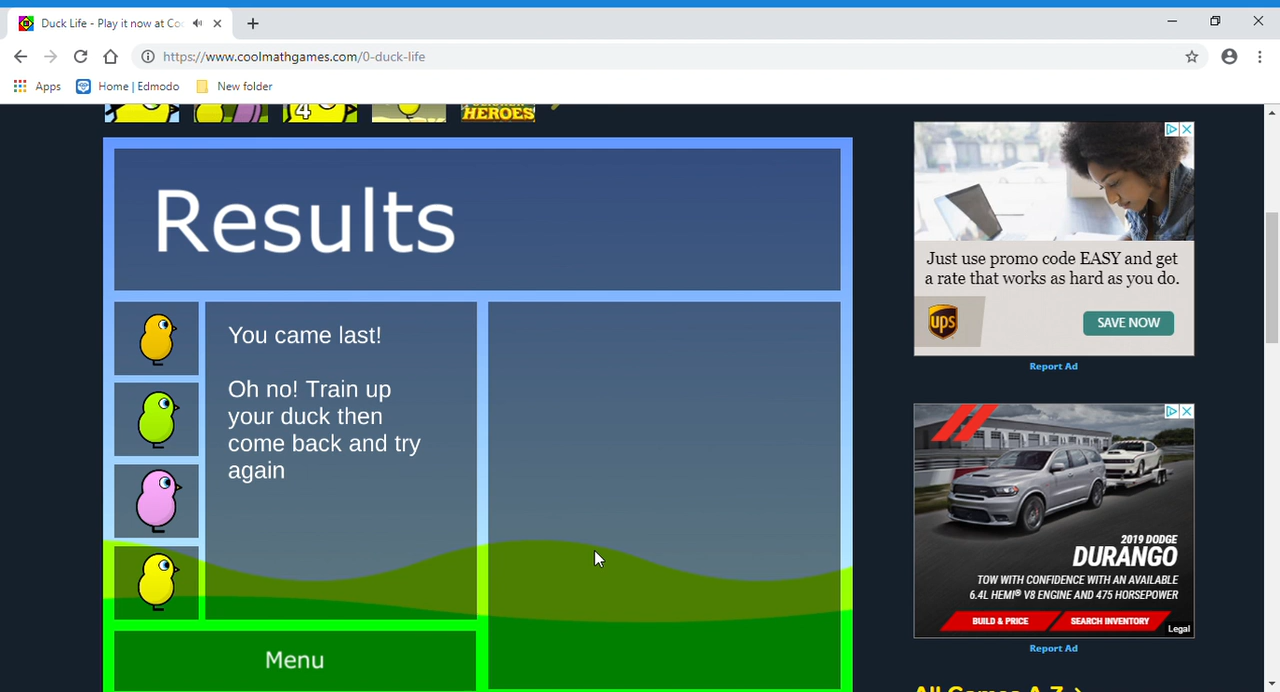 Duck Life - Play it now at Co
https://www.coolmathgames.com/0-duck-life
Apps
Home | Edmodo
New folder
4
HEROES
Results
You came last!
Oh no! Train up
your duck then
come back and try
again
Menu
Just use promo code EASY and get
a rate that works as hard as you do.
ups
SAVE NOW
Report Ad
2019 DODGE
DURANGO
TOW WITH CONFIDENCE WITH AN AVAILABLE
6.4L HEMI® V8 ENGINE AND 475 HORSEPOWER
BUILD & PRICE
SEARCH INVENTORY
Legal
Report Ad
All Games A-Z